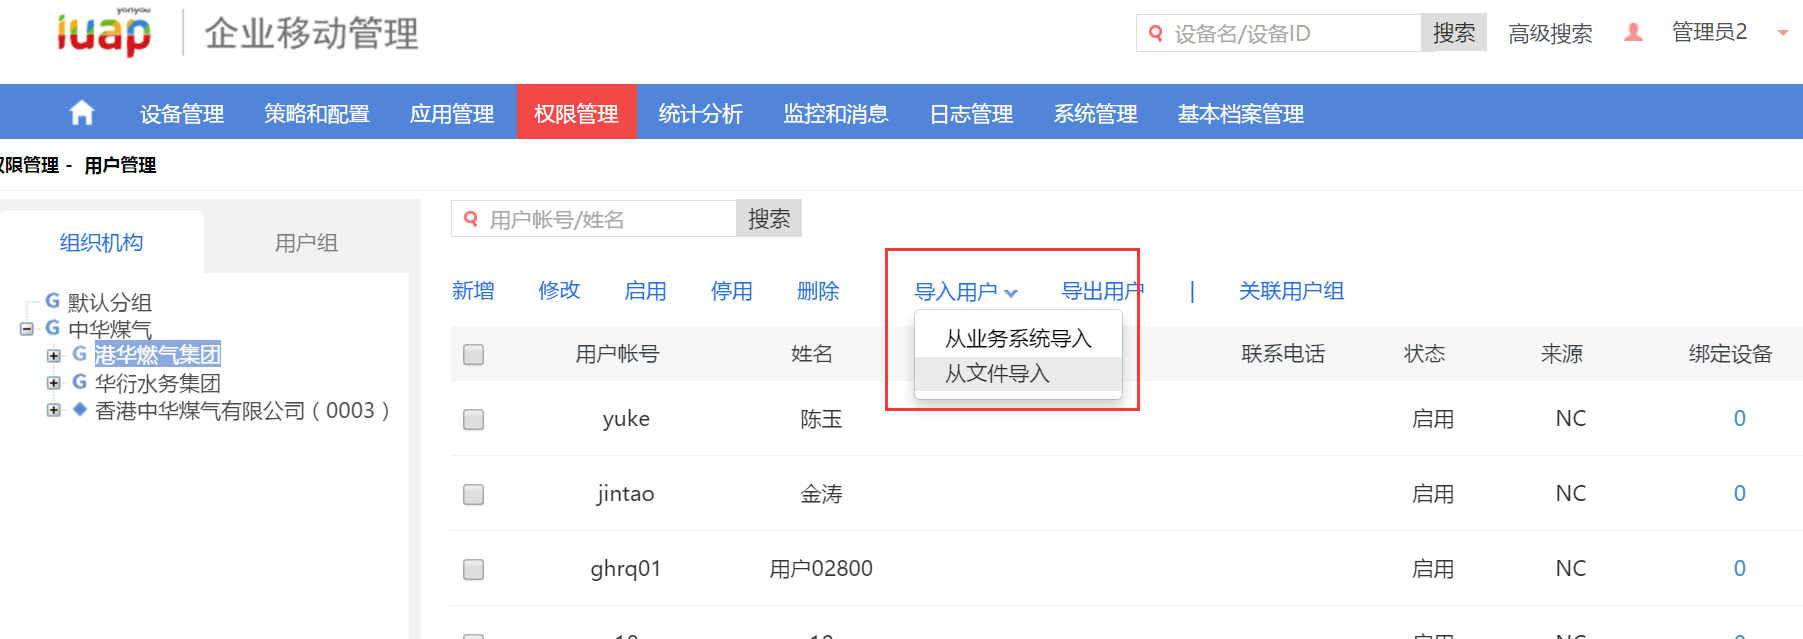 yonyou
iuap 企业移动管理
设备名/设备ID 搜索 高级搜索 管理员2
设备管理 策略和配置 应用管理 权限管理 统计分析 监控和消息 日志管理 系统管理 基本档案管理
权限管理 - 用户管理
组织机构 用户组
G 默认分组
G 中华煤气
G 港华燃气集团
G 华衍水务集团
香港中华煤气有限公司（0003）
用户帐号/姓名 搜索
新增 修改 启用 停用 删除 导入用户 导出用户 | 关联用户组
从业务系统导入
从文件导入
用户帐号 姓名 联系电话 状态 来源 绑定设备
yuke 陈玉 启用 NC 0
jintao 金涛 启用 NC 0
ghrq01 用户02800 启用 NC 0